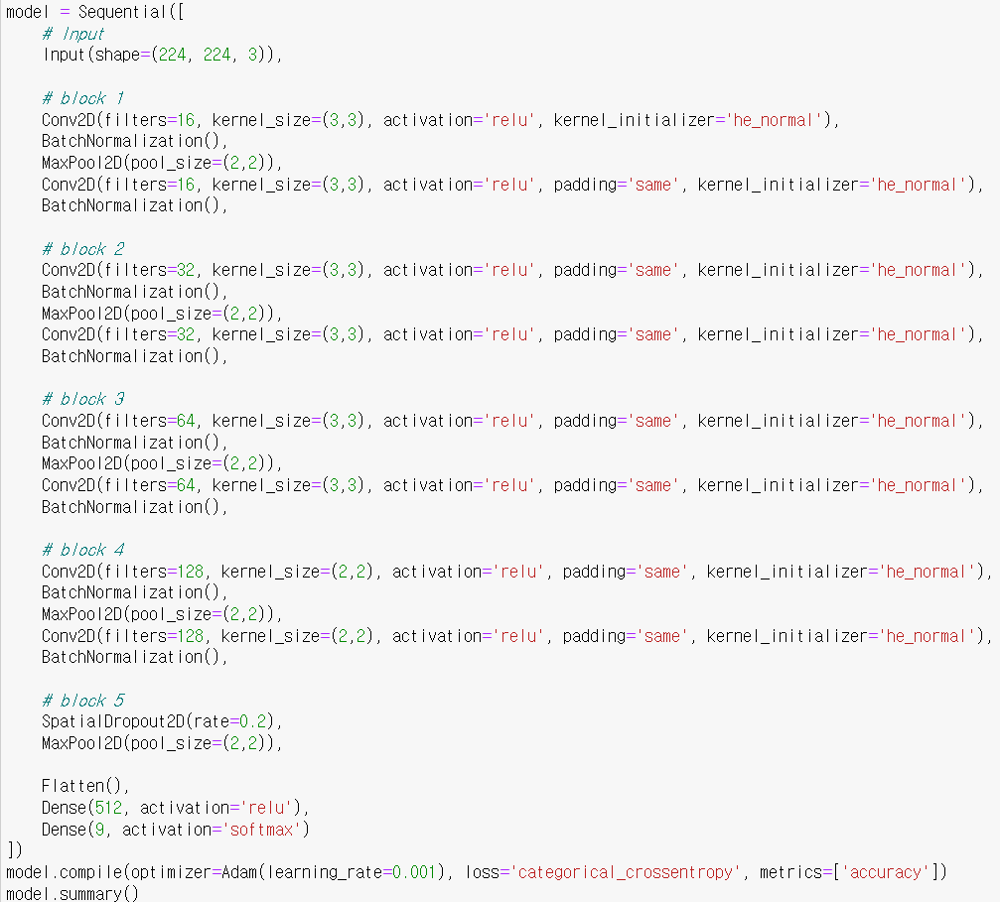 model = Sequential([
    # Input
    Input(shape=(224, 224, 3)),

    # block 1
    Conv2D(filters=16, kernel_size=(3,3), activation='relu', kernel_initializer='he_normal'),
    BatchNormalization(),
    MaxPool2D(pool_size=(2,2)),
    Conv2D(filters=16, kernel_size=(3,3), activation='relu', padding='same', kernel_initializer='he_normal'),
    BatchNormalization(),

    # block 2
    Conv2D(filters=32, kernel_size=(3,3), activation='relu', padding='same', kernel_initializer='he_normal'),
    BatchNormalization(),
    MaxPool2D(pool_size=(2,2)),
    Conv2D(filters=32, kernel_size=(3,3), activation='relu', padding='same', kernel_initializer='he_normal'),
    BatchNormalization(),

    # block 3
    Conv2D(filters=64, kernel_size=(3,3), activation='relu', padding='same', kernel_initializer='he_normal'),
    BatchNormalization(),
    MaxPool2D(pool_size=(2,2)),
    Conv2D(filters=64, kernel_size=(3,3), activation='relu', padding='same', kernel_initializer='he_normal'),
    BatchNormalization(),

    # block 4
    Conv2D(filters=128, kernel_size=(2,2), activation='relu', padding='same', kernel_initializer='he_normal'),
    BatchNormalization(),
    MaxPool2D(pool_size=(2,2)),
    Conv2D(filters=128, kernel_size=(2,2), activation='relu', padding='same', kernel_initializer='he_normal'),
    BatchNormalization(),

    # block 5
    SpatialDropout2D(rate=0.2),
    MaxPool2D(pool_size=(2,2)),

    Flatten(),
    Dense(512, activation='relu'),
    Dense(9, activation='softmax')
])
model.compile(optimizer=Adam(learning_rate=0.001), loss='categorical_crossentropy', metrics=['accuracy'])
model.summary()